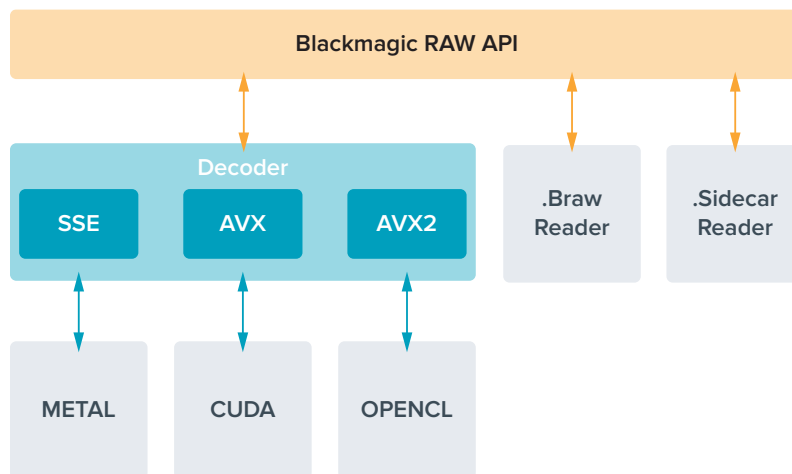 Blackmagic RAW API
Decoder
SSE
AVX
AVX2
.Braw
Reader
.Sidecar
Reader
METAL
CUDA
OPENCL